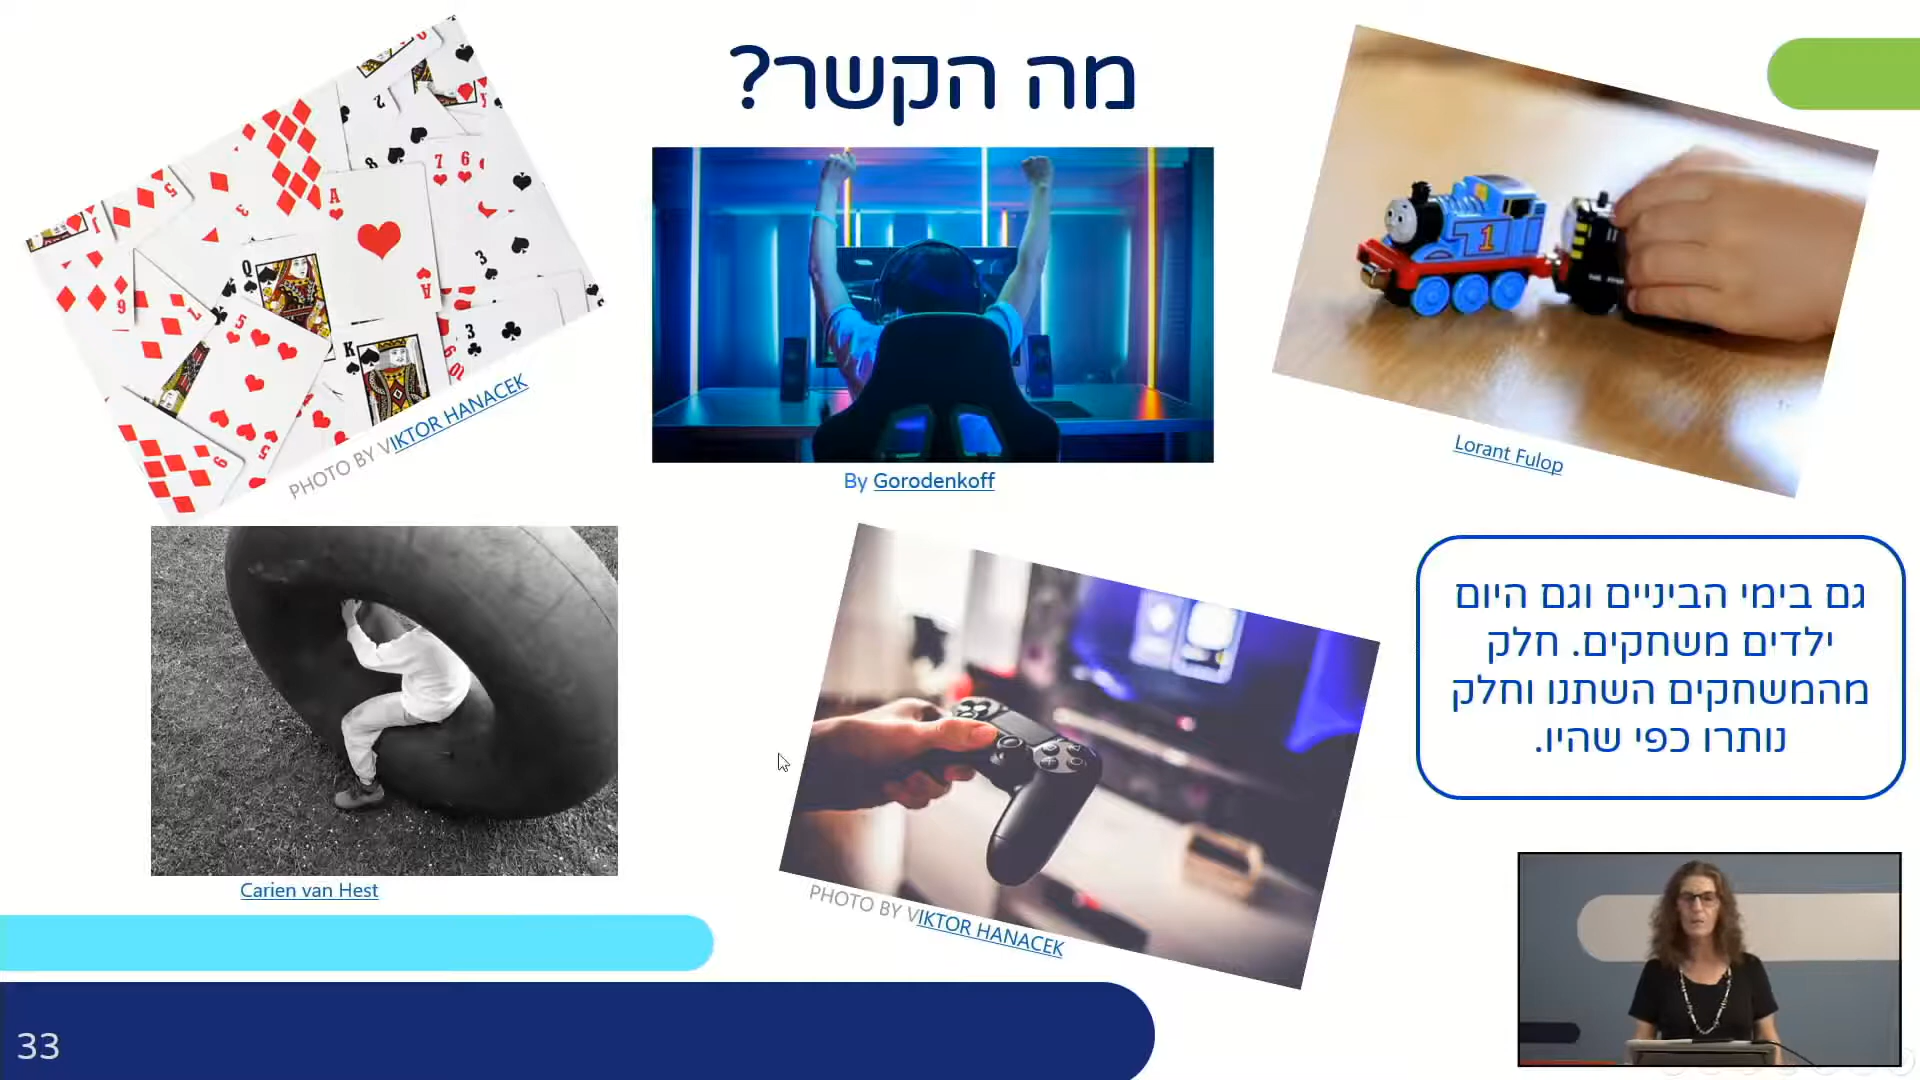 מה הקשר?
PHOTO BY VIKTOR HANACEK
By Gorodenkoff
Lorant Fulop
גם בימי הביניים וגם היום
ילדים משחקים. חלק
מהמשחקים השתנו וחלק
נותרו כפי שהיו.
Carien van Hest
PHOTO BY VIKTOR HANACEK
33